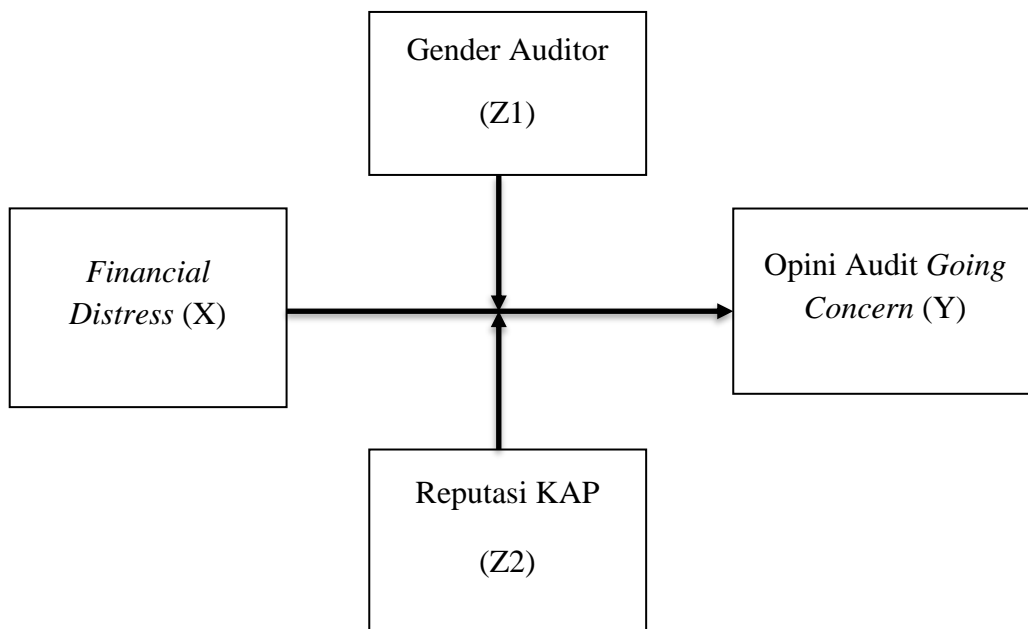 Gender Auditor
(Z1)
Financial
Distress (X)
Opini Audit Going
Concern (Y)
Reputasi KAP
(Z2)